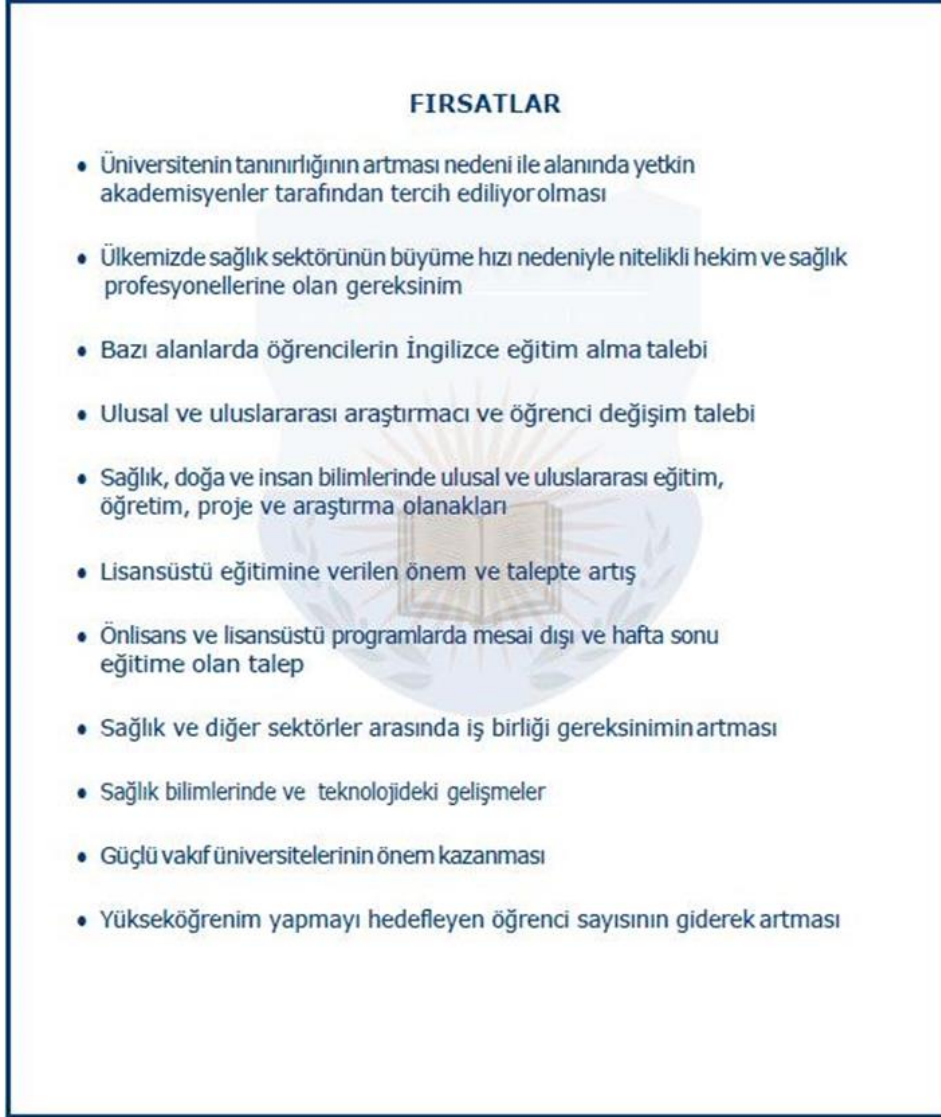 FIRSATLAR
• Üniversitenin tanınırlığının artması nedeni ile alanında yetkin
akademisyenler tarafından tercih ediliyor olması
• Ülkemizde sağlık sektörünün büyüme hızı nedeniyle nitelikli hekim ve sağlık
profesyonellerine olan gereksinim
• Bazı alanlarda öğrencilerin İngilizce eğitim alma talebi
• Ulusal ve uluslararası araştırmacı ve öğrenci değişim talebi
• Sağlık, doğa ve insan bilimlerinde ulusal ve uluslararası eğitim,
öğretim, proje ve araştırma olanakları
• Lisansüstü eğitimine verilen önem ve talepte artış
• Önlisans ve lisansüstü programlarda mesai dışı ve hafta sonu
eğitime olan talep
• Sağlık ve diğer sektörler arasında iş birliği gereksinimin artması
• Sağlık bilimlerinde ve teknolojideki gelişmeler
• Güçlü vakıf üniversitelerinin önem kazanması
• Yükseköğrenim yapmayı hedefleyen öğrenci sayısının giderek artması